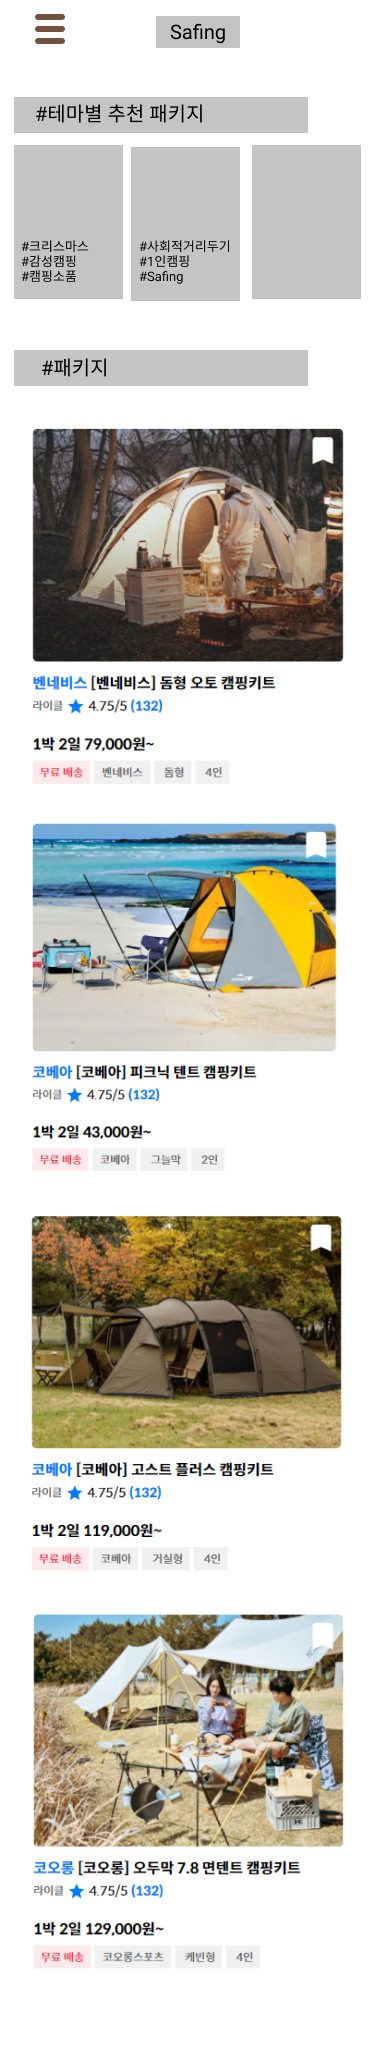 Safing
#테마별 추천 패키지
#크리스마스
#감성캠핑
#캠핑소품
#사회적거리두기
#1인캠핑
#Safing
#패키지
벤네비스 [벤네비스] 돔형 오토 캠핑키트
라이클 ★ 4.75/5 (132)
1박 2일 79,000원~
무료 배송 벤네비스 돔형 4인
코베아 [코베아] 피크닉 텐트 캠핑키트
라이클 ★ 4.75/5 (132)
1박 2일 43,000원~
무료 배송 코베아 그늘막 2인
코베아 [코베아] 고스트 플러스 캠핑키트
라이클 ★ 4.75/5 (132)
1박 2일 119,000원~
무료 배송 코베아 거실형 4인
코오롱 [코오롱] 오두막 7.8 면텐트 캠핑키트
라이클 ★ 4.75/5 (132)
1박 2일 129,000원~
무료 배송 코오롱스포츠 케빈형 4인